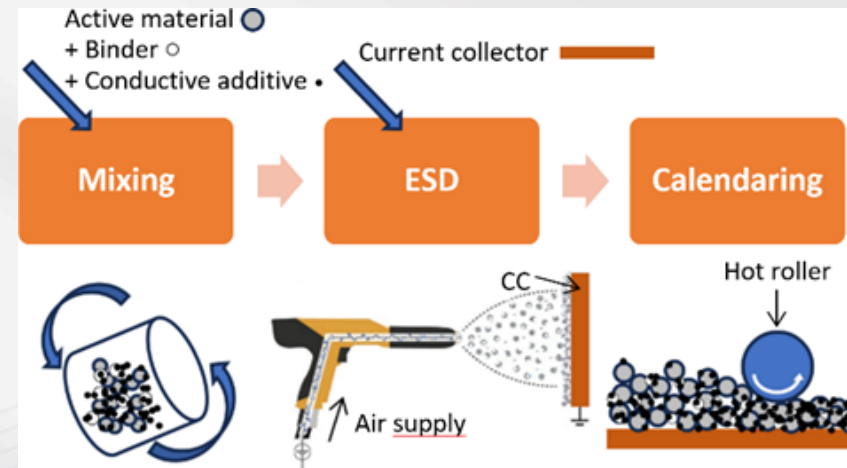 Active material
+ Binder
+ Conductive additive
Current collector
Mixing
ESD
Calendaring
CC
Hot roller
Air supply